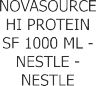 NOVASOURCE
HI PROTEIN
SF 1000 ML -
NESTLE -
NESTLE